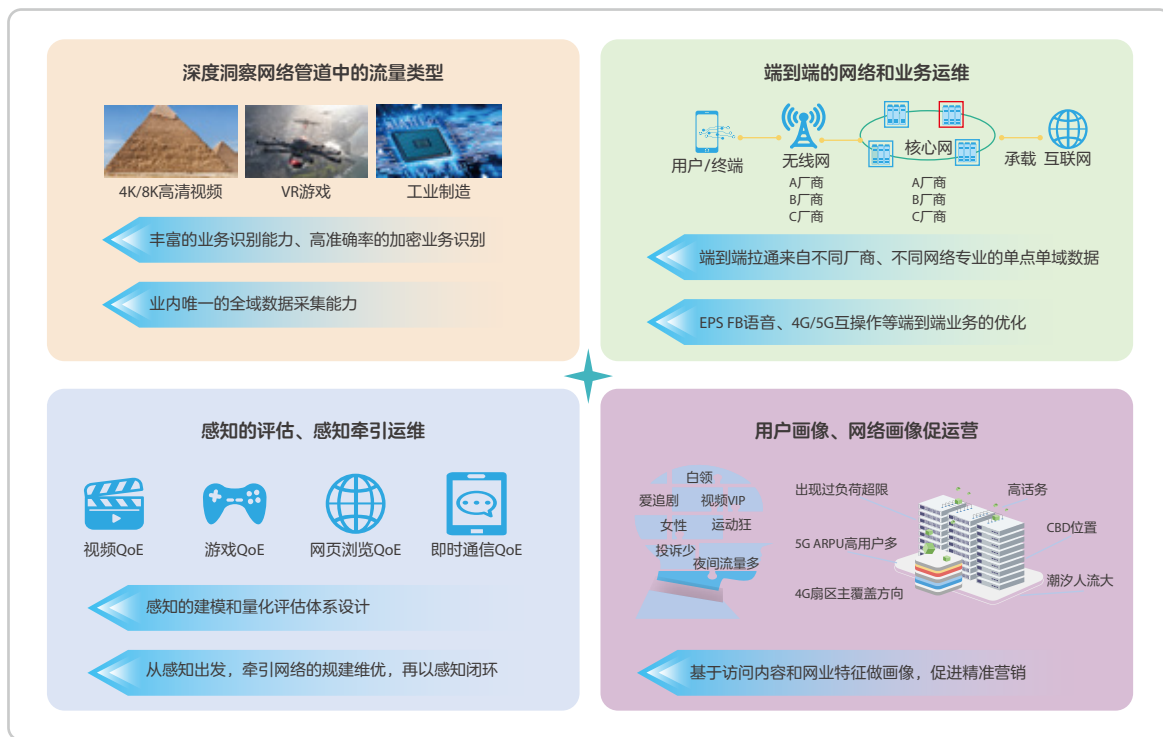 深度洞察网络管道中的流量类型
4K/8K高清视频
VR游戏
工业制造
丰富的业务识别能力、高准确率的加密业务识别
业内唯一的全域数据采集能力
端到端的网络和业务运维
用户/终端
无线网
核心网
承载
互联网
A厂商
B厂商
C厂商
A厂商
B厂商
C厂商
端到端拉通来自不同厂商、不同网络专业的单点单域数据
EPS FB语音、4G/5G互操作等端到端业务的优化
感知的评估、感知牵引运维
视频QoE
游戏QoE
网页浏览QoE
即时通信QoE
感知的建模和量化评估体系设计
从感知出发，牵引网络的规建维优，再以感知闭环
用户画像、网络画像促运营
白领
爱追剧
视频VIP
女性
运动狂
投诉少
夜间流量多
出现过负荷超限
高话务
5G ARPU高用户多
CBD位置
4G扇区主覆盖方向
潮汐人流大
基于访问内容和网业特征做画像，促进精准营销